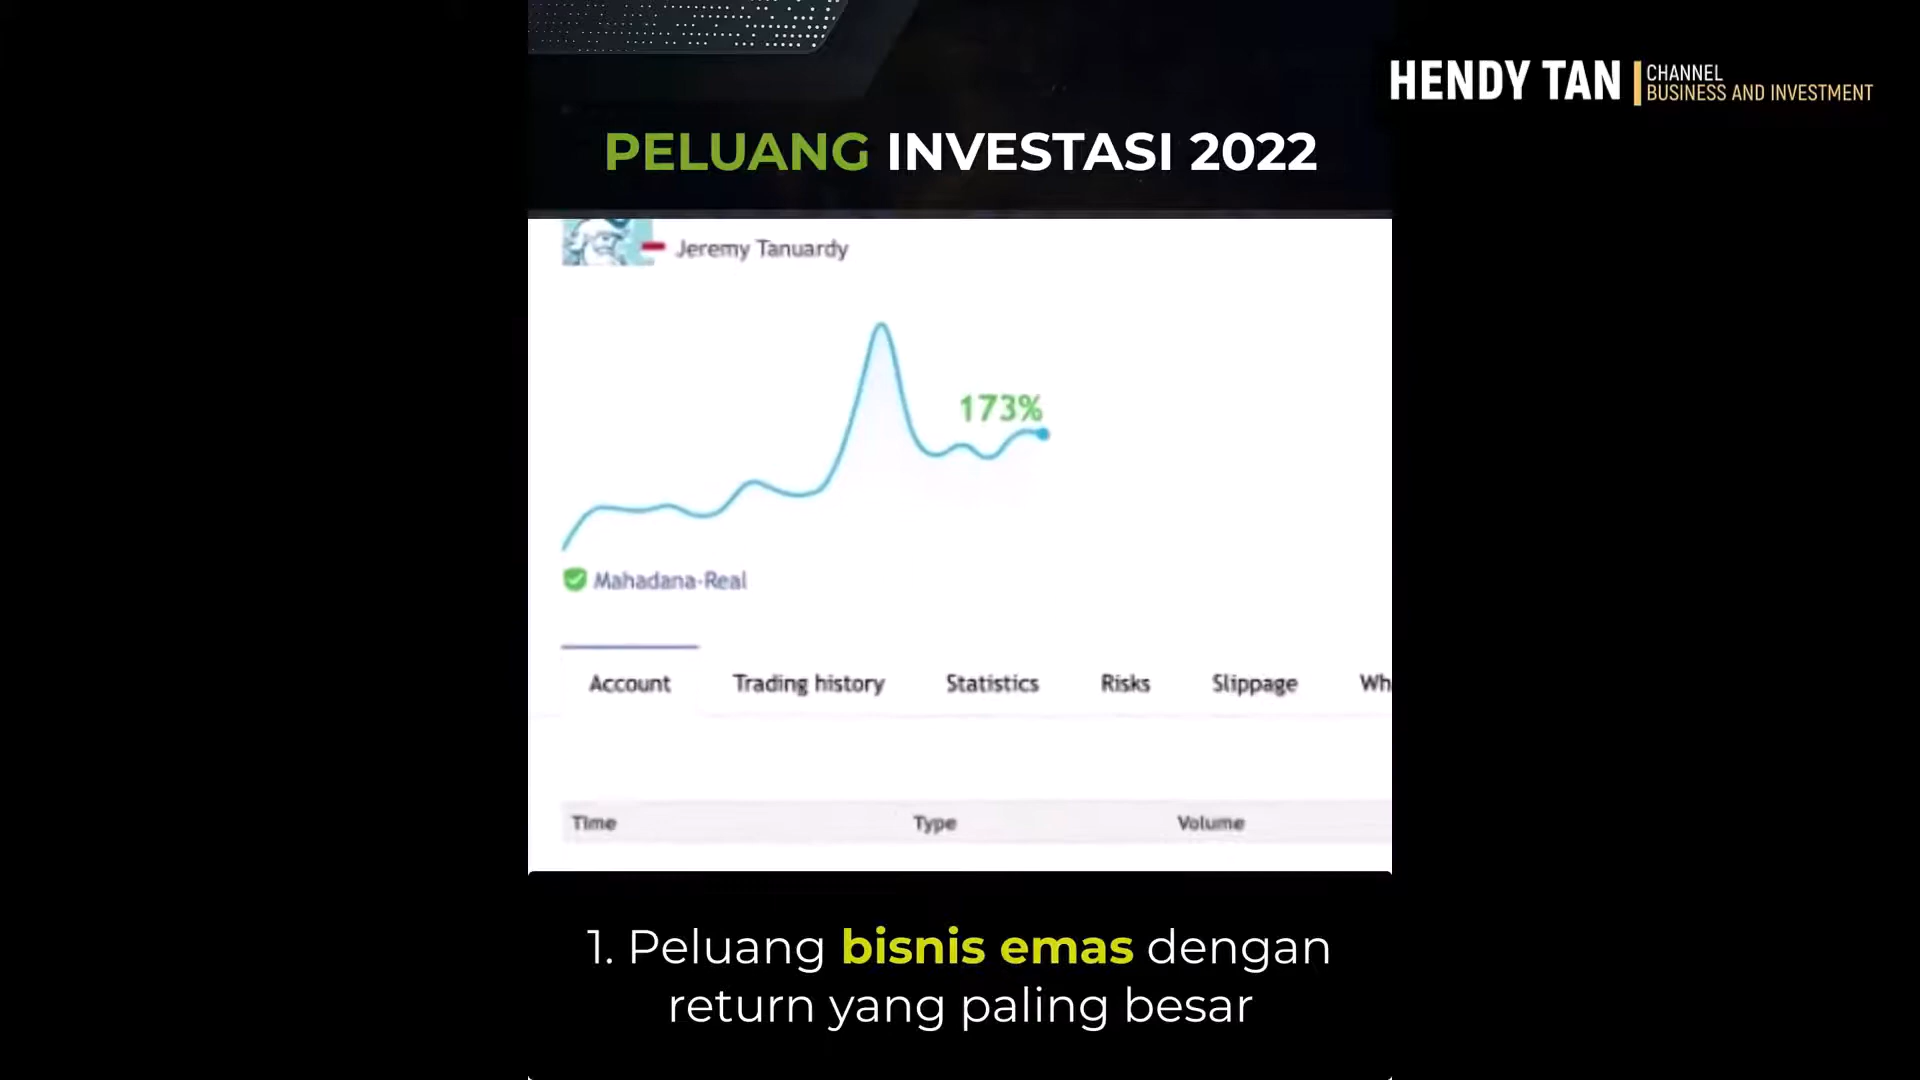 HENDY TAN
CHANNEL
BUSINESS AND INVESTMENT
PELUANG INVESTASI 2022
Jeremy Tanuardy
173%
Mahadana-Real
Account Trading history Statistics Risks Slippage Wh
Time Type Volume
1. Peluang bisnis emas dengan
return yang paling besar